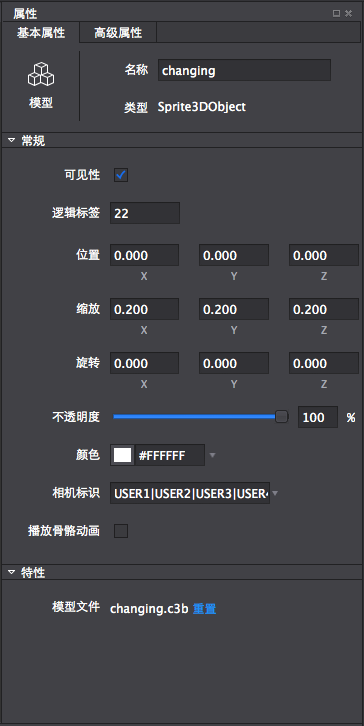 属性
基本属性 高级属性
模型
名称 changing
类型 Sprite3DObject
常规
可见性
逻辑标签 22
位置 0.000 0.000 0.000
X Y Z
缩放 0.200 0.200 0.200
X Y Z
旋转 0.000 0.000 0.000
X Y Z
不透明度 100 %
颜色 #FFFFFF
相机标识 USER1|USER2|USER3|USER4
播放骨骼动画
特性
模型文件 changing.c3b 重置